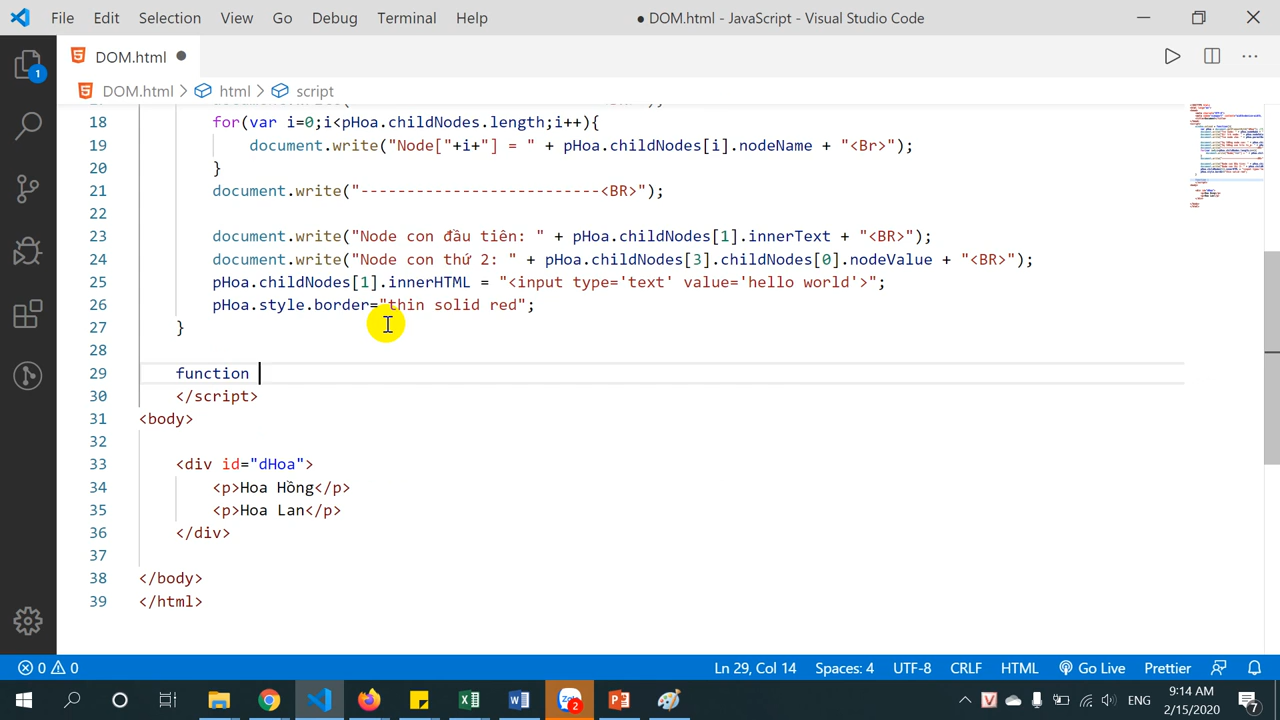 File Edit Selection View Go Debug Terminal Help
● DOM.html - JavaScript - Visual Studio Code
DOM.html ●
DOM.html > html > script
18 for(var i=0;i<pHoa.childNodes.length;i++){
19 document.write("Node["+i+"] = " + pHoa.childNodes[i].nodeName + "<Br>");
20 }
21 document.write("--------------------------<BR>");
22
23 document.write("Node con đầu tiên: " + pHoa.childNodes[1].innerText + "<BR>");
24 document.write("Node con thứ 2: " + pHoa.childNodes[3].childNodes[0].nodeValue + "<BR>");
25 pHoa.childNodes[1].innerHTML = "<input type='text' value='hello world'>";
26 pHoa.style.border="thin solid red";
27 }
28
29 function
30 </script>
31 <body>
32
33 <div id="dHoa">
34 <p>Hoa Hồng</p>
35 <p>Hoa Lan</p>
36 </div>
37
38 </body>
39 </html>
1
0 0
Ln 29, Col 14 Spaces: 4 UTF-8 CRLF HTML Go Live Prettier
2
ENG
9:14 AM
2/15/2020
7